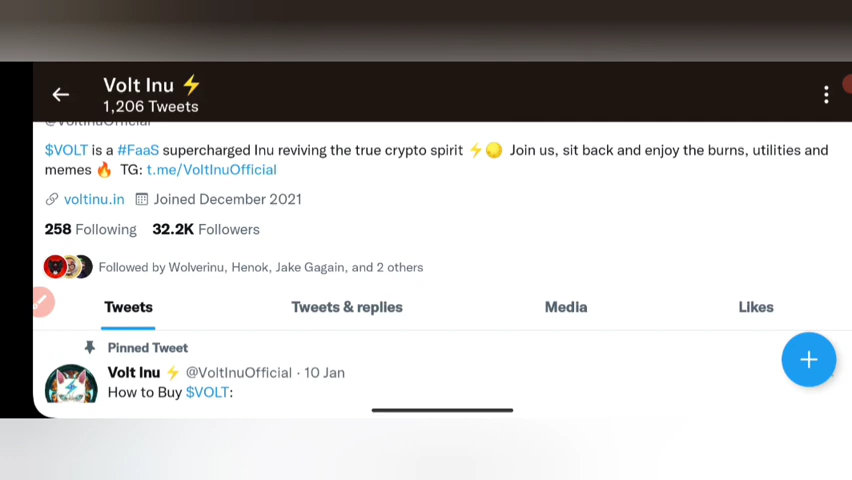 Volt Inu ⚡
1,206 Tweets
@VoltInuOfficial
$VOLT is a #FaaS supercharged Inu reviving the true crypto spirit ⚡🌕 Join us, sit back and enjoy the burns, utilities and
memes 🔥 TG: t.me/VoltInuOfficial
voltinu.in Joined December 2021
258 Following 32.2K Followers
Followed by Wolverinu, Henok, Jake Gagain, and 2 others
Tweets Tweets & replies Media Likes
Pinned Tweet
Volt Inu ⚡ @VoltInuOfficial · 10 Jan
How to Buy $VOLT: